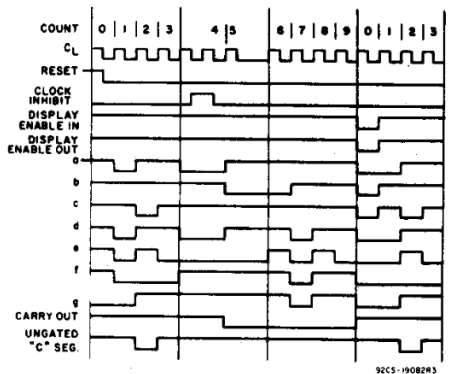 COUNT 0 1 2 3 4 5 6 7 8 9 0 1 2 3
CL
RESET
CLOCK
INHIBIT
DISPLAY
ENABLE IN
DISPLAY
ENABLE OUT
a
b
c
d
e
f
g
CARRY OUT
UNGATED
"C" SEG.
92CS-19082R3